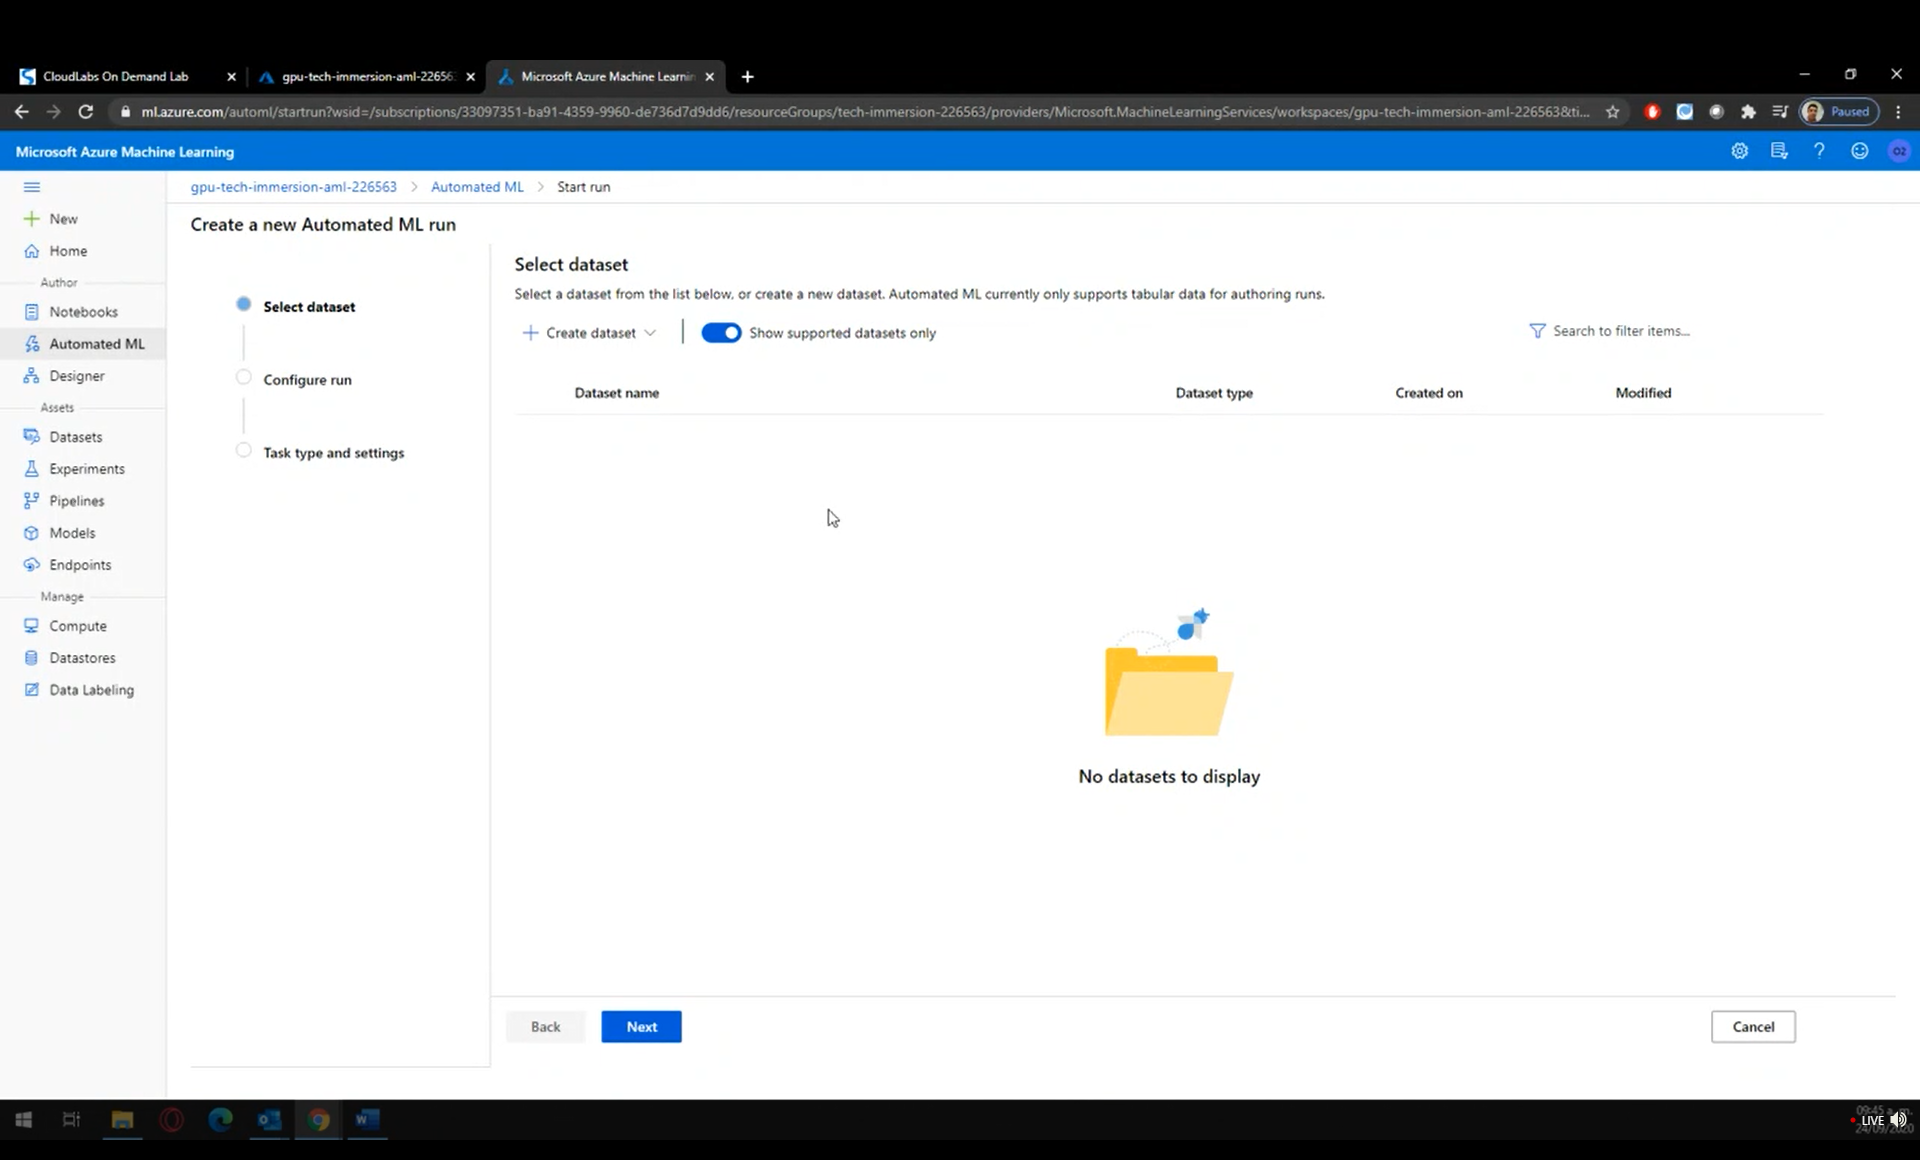 CloudLabs On Demand Lab
gpu-tech-immersion-aml-22656
Microsoft Azure Machine Learnin
ml.azure.com/automl/startrun?wsid=/subscriptions/33097351-ba91-4359-9960-de736d7d9dd6/resourceGroups/tech-immersion-226563/providers/Microsoft.MachineLearningServices/workspaces/gpu-tech-immersion-aml-226563&ti...
Paused
Microsoft Azure Machine Learning
OZ
gpu-tech-immersion-aml-226563 > Automated ML > Start run
New
Home
Author
Notebooks
Automated ML
Designer
Assets
Datasets
Experiments
Pipelines
Models
Endpoints
Manage
Compute
Datastores
Data Labeling
Create a new Automated ML run
Select dataset
Configure run
Task type and settings
Select dataset
Select a dataset from the list below, or create a new dataset. Automated ML currently only supports tabular data for authoring runs.
Create dataset
Show supported datasets only
Search to filter items...
Dataset name Dataset type Created on Modified
No datasets to display
Back
Next
Cancel
09:45 a. m.
LIVE
24/09/2020